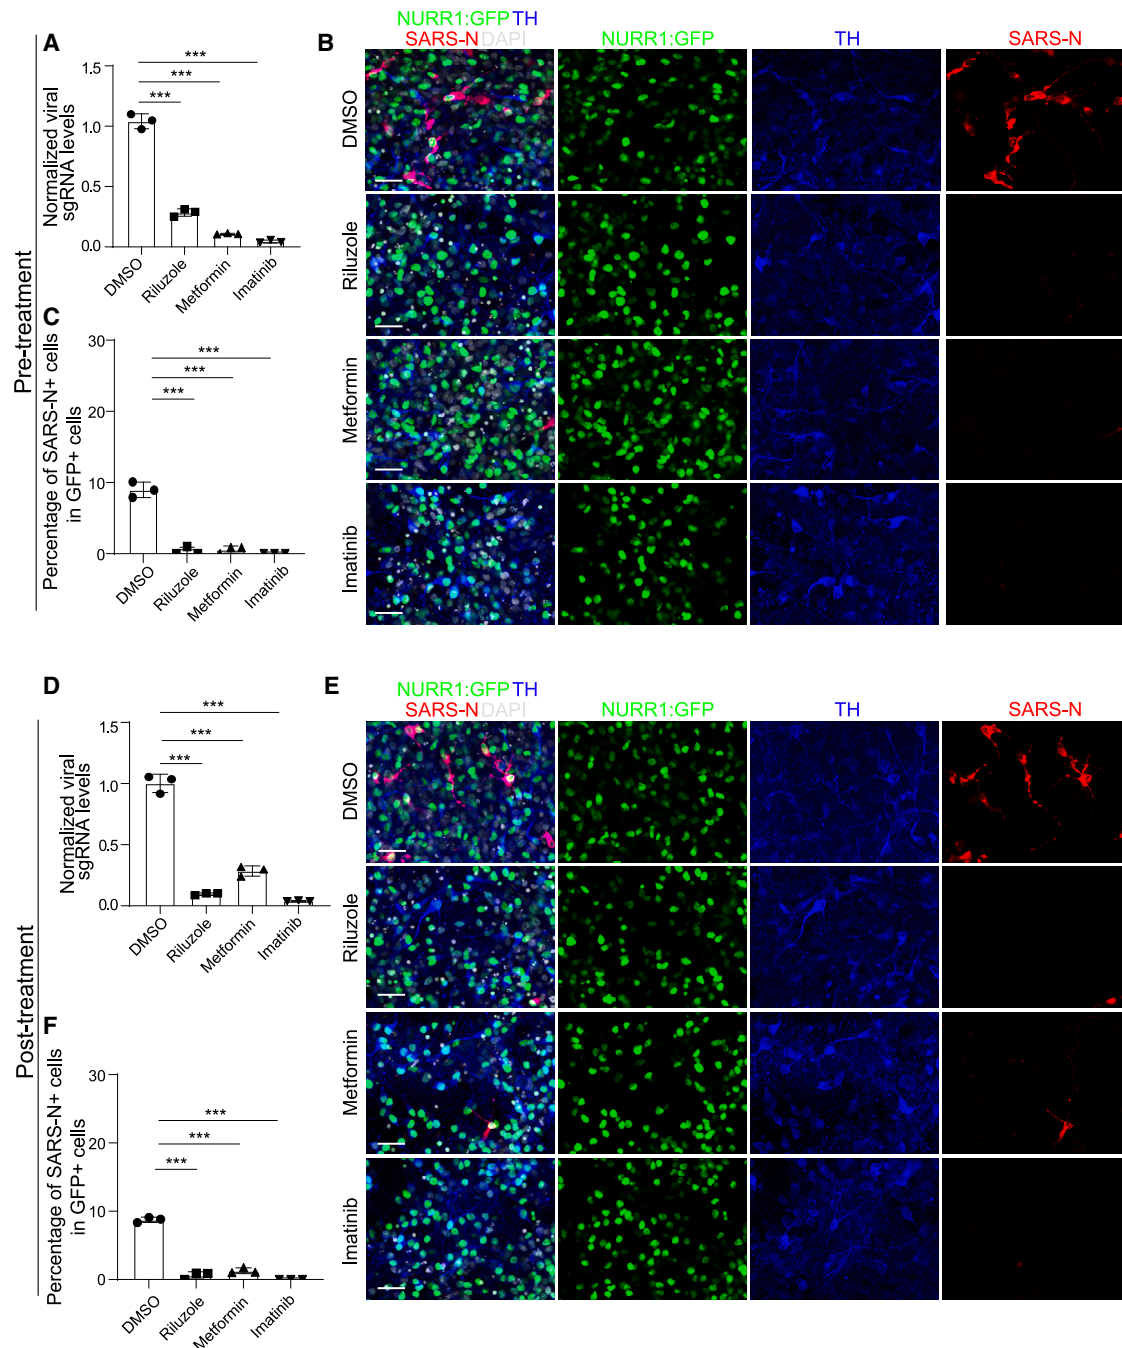 Pre-treatment
A
Normalized viral
sgRNA levels
1.5
1.0
0.5
0.0
***
***
***
DMSO
Riluzole
Metformin
Imatinib
B
NURR1:GFP TH
SARS-N DAPI
NURR1:GFP
TH
SARS-N
DMSO
Riluzole
Metformin
Imatinib
C
Percentage of SARS-N+ cells
in GFP+ cells
30
20
10
0
***
***
***
DMSO
Riluzole
Metformin
Imatinib
Post-treatment
D
Normalized viral
sgRNA levels
1.5
1.0
0.5
0.0
***
***
***
DMSO
Riluzole
Metformin
Imatinib
E
NURR1:GFP TH
SARS-N DAPI
NURR1:GFP
TH
SARS-N
DMSO
Riluzole
Metformin
Imatinib
F
Percentage of SARS-N+ cells
in GFP+ cells
30
20
10
0
***
***
***
DMSO
Riluzole
Metformin
Imatinib